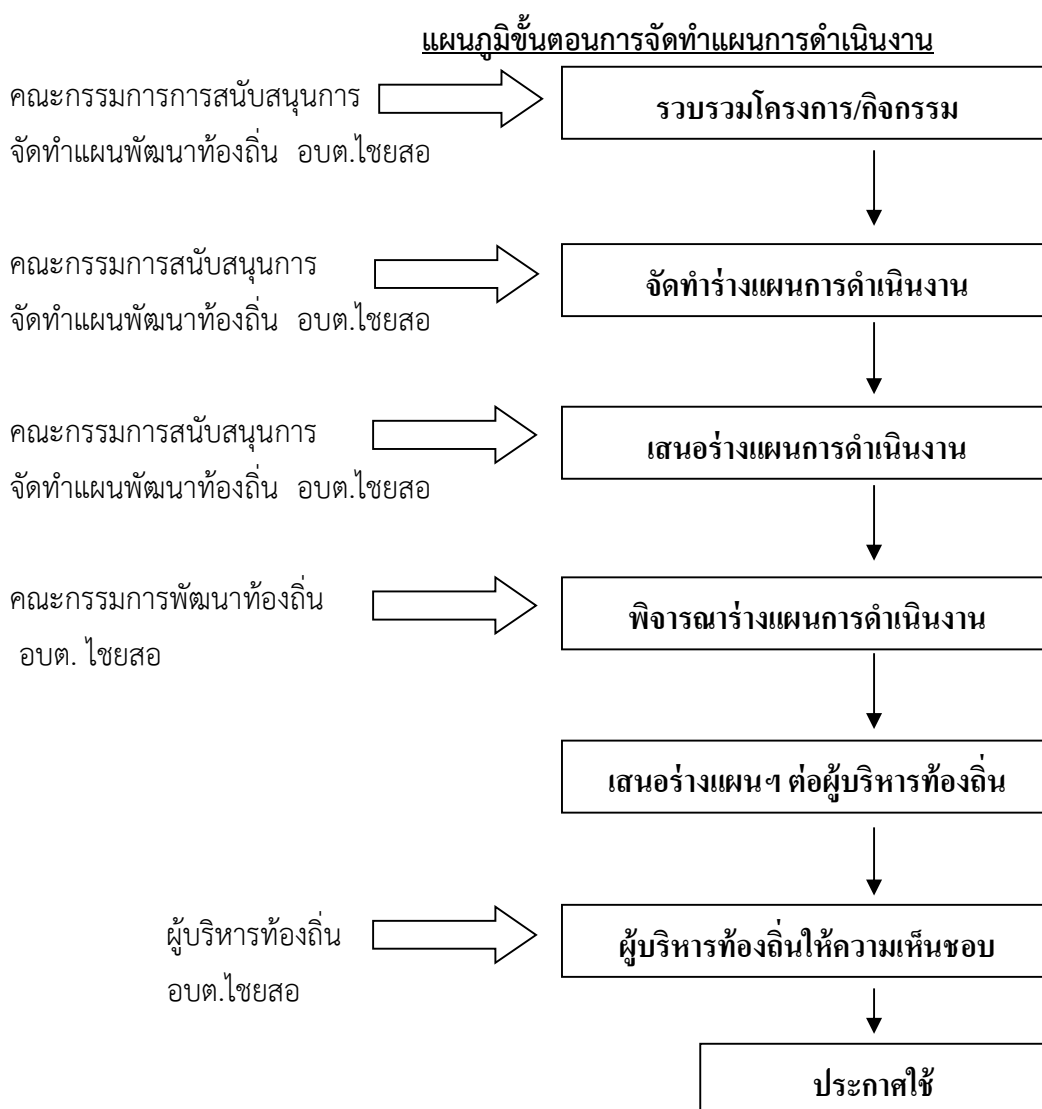 แผนภูมิขั้นตอนการจัดทำแผนการดำเนินงาน
คณะกรรมการการสนับสนุนการ
จัดทำแผนพัฒนาท้องถิ่น อบต.ไชยสอ
รวบรวมโครงการ/กิจกรรม
คณะกรรมการสนับสนุนการ
จัดทำแผนพัฒนาท้องถิ่น อบต.ไชยสอ
จัดทำร่างแผนการดำเนินงาน
คณะกรรมการสนับสนุนการ
จัดทำแผนพัฒนาท้องถิ่น อบต.ไชยสอ
เสนอร่างแผนการดำเนินงาน
คณะกรรมการพัฒนาท้องถิ่น
อบต. ไชยสอ
พิจารณาร่างแผนการดำเนินงาน
เสนอร่างแผนฯ ต่อผู้บริหารท้องถิ่น
ผู้บริหารท้องถิ่น
อบต.ไชยสอ
ผู้บริหารท้องถิ่นให้ความเห็นชอบ
ประกาศใช้